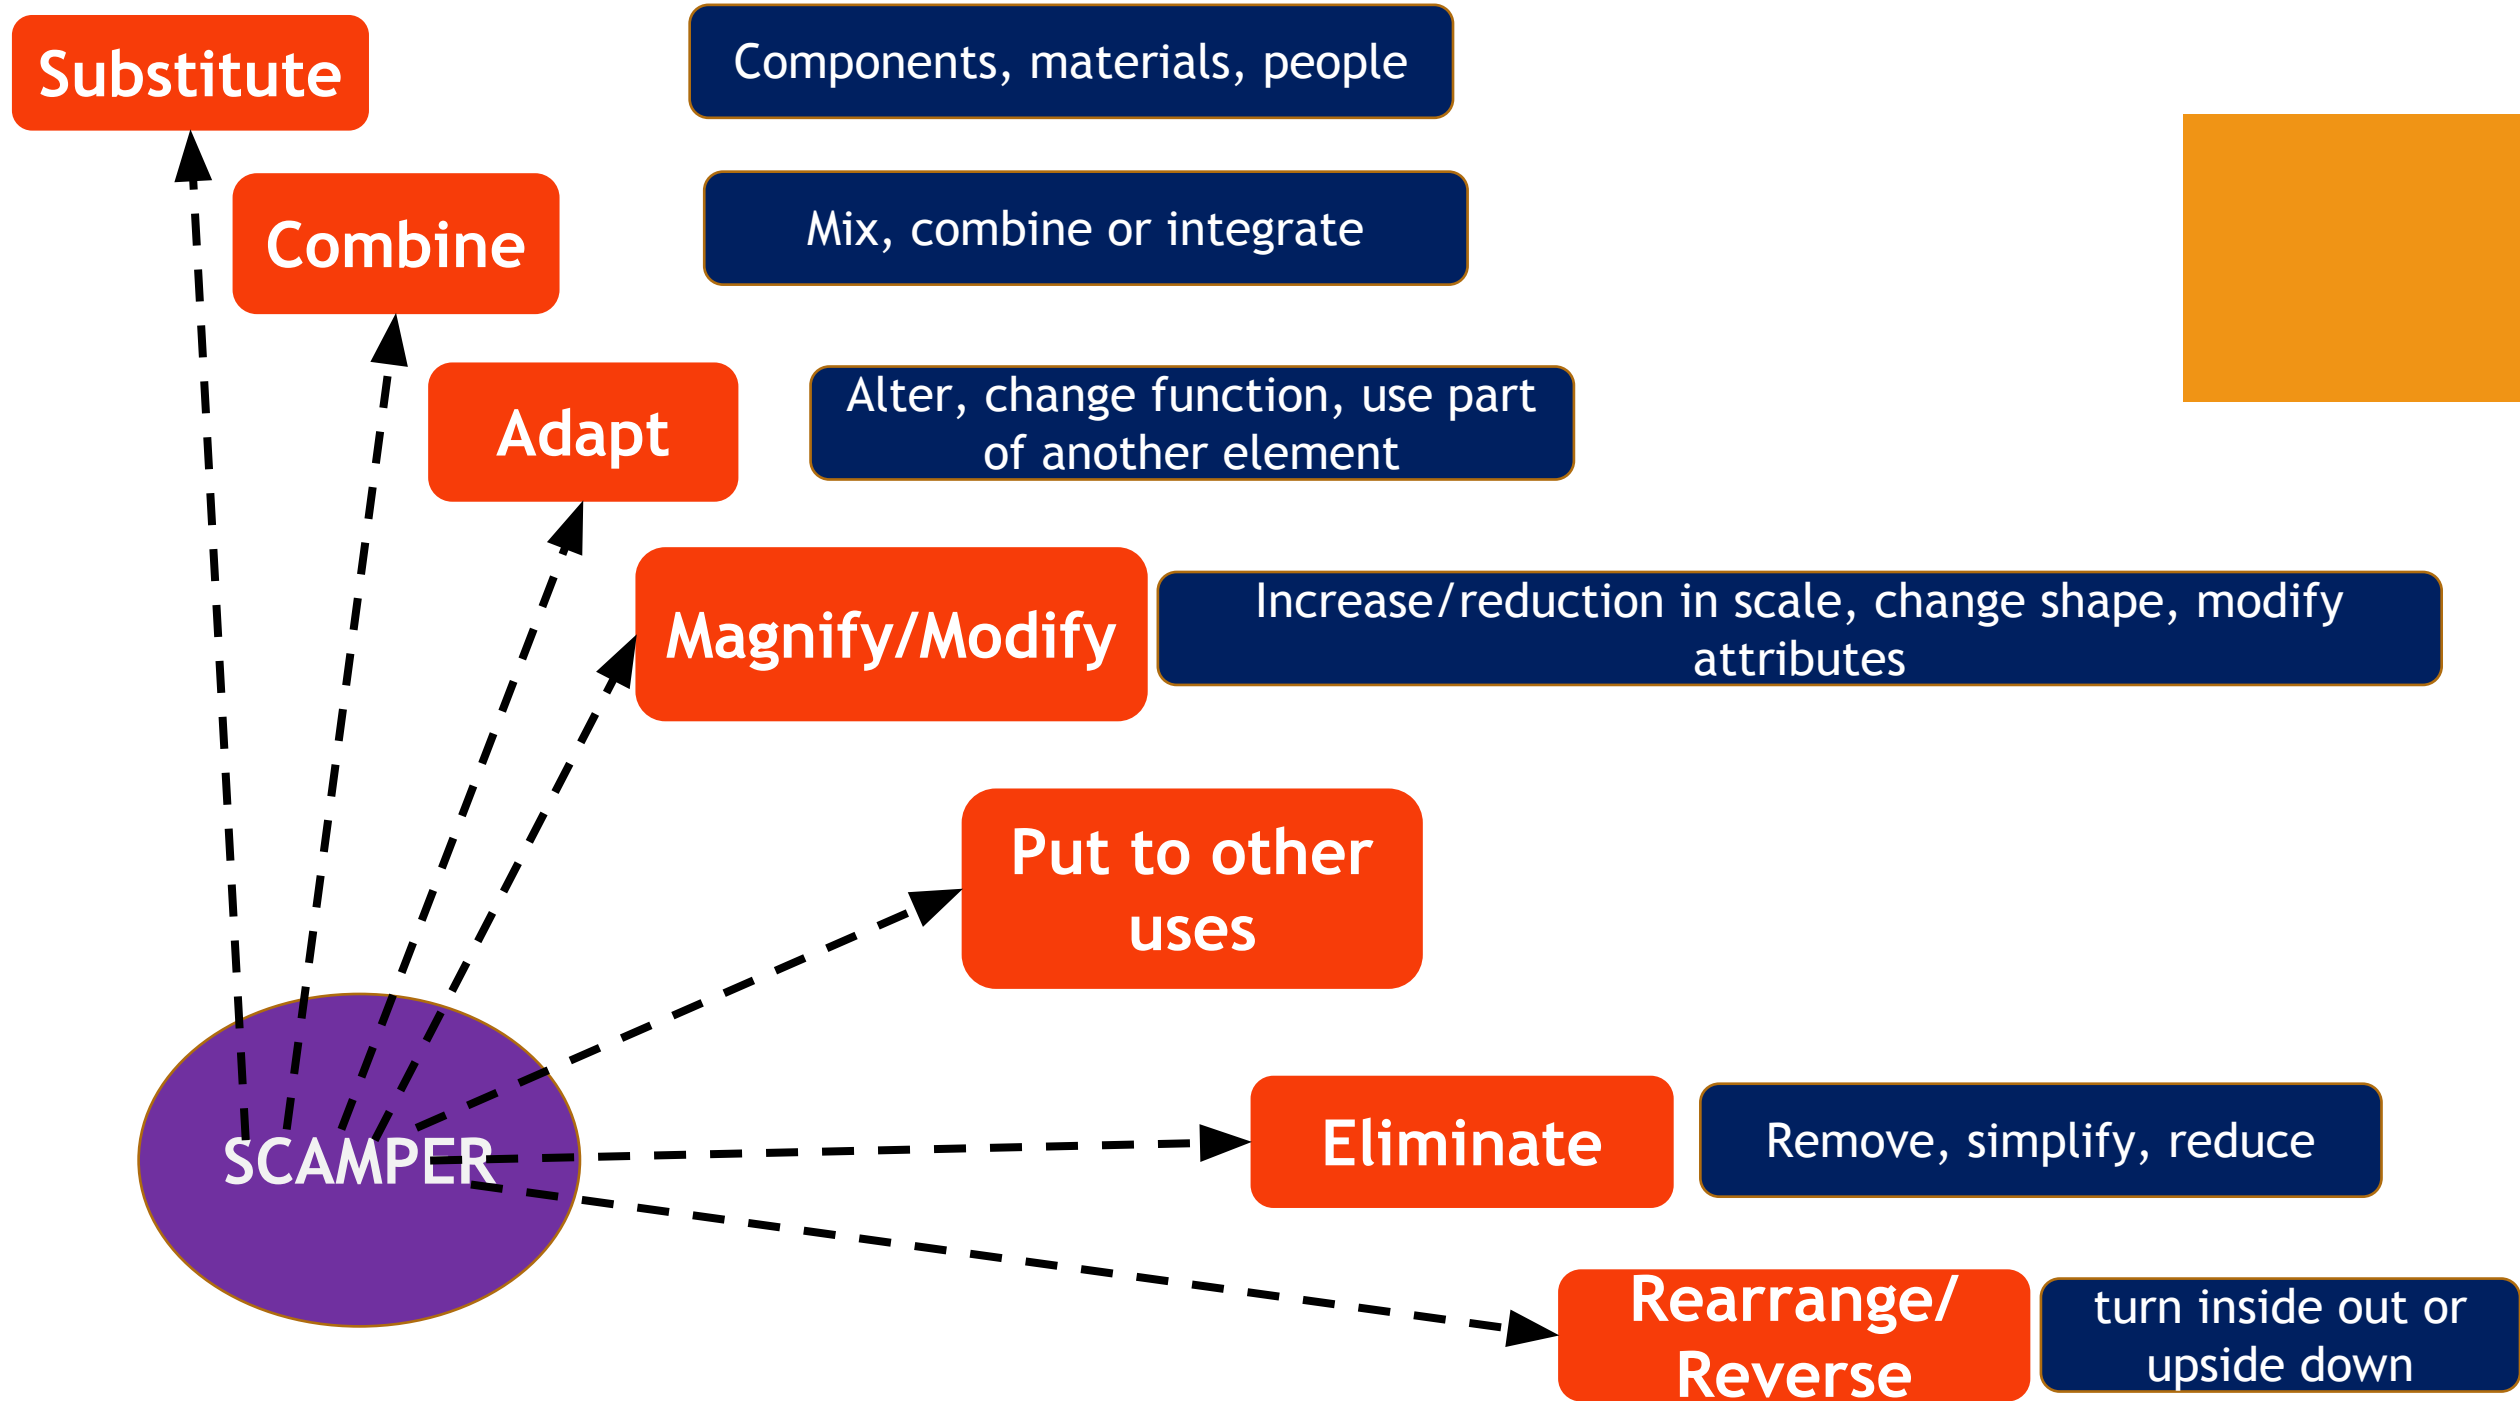 Substitute
Components, materials, people
Combine
Mix, combine or integrate
Adapt
Alter, change function, use part
of another element
Magnify/Modify
Increase/reduction in scale, change shape, modify
attributes
Put to other
uses
SCAMPER
Eliminate
Remove, simplify, reduce
Rearrange/
Reverse
turn inside out or
upside down